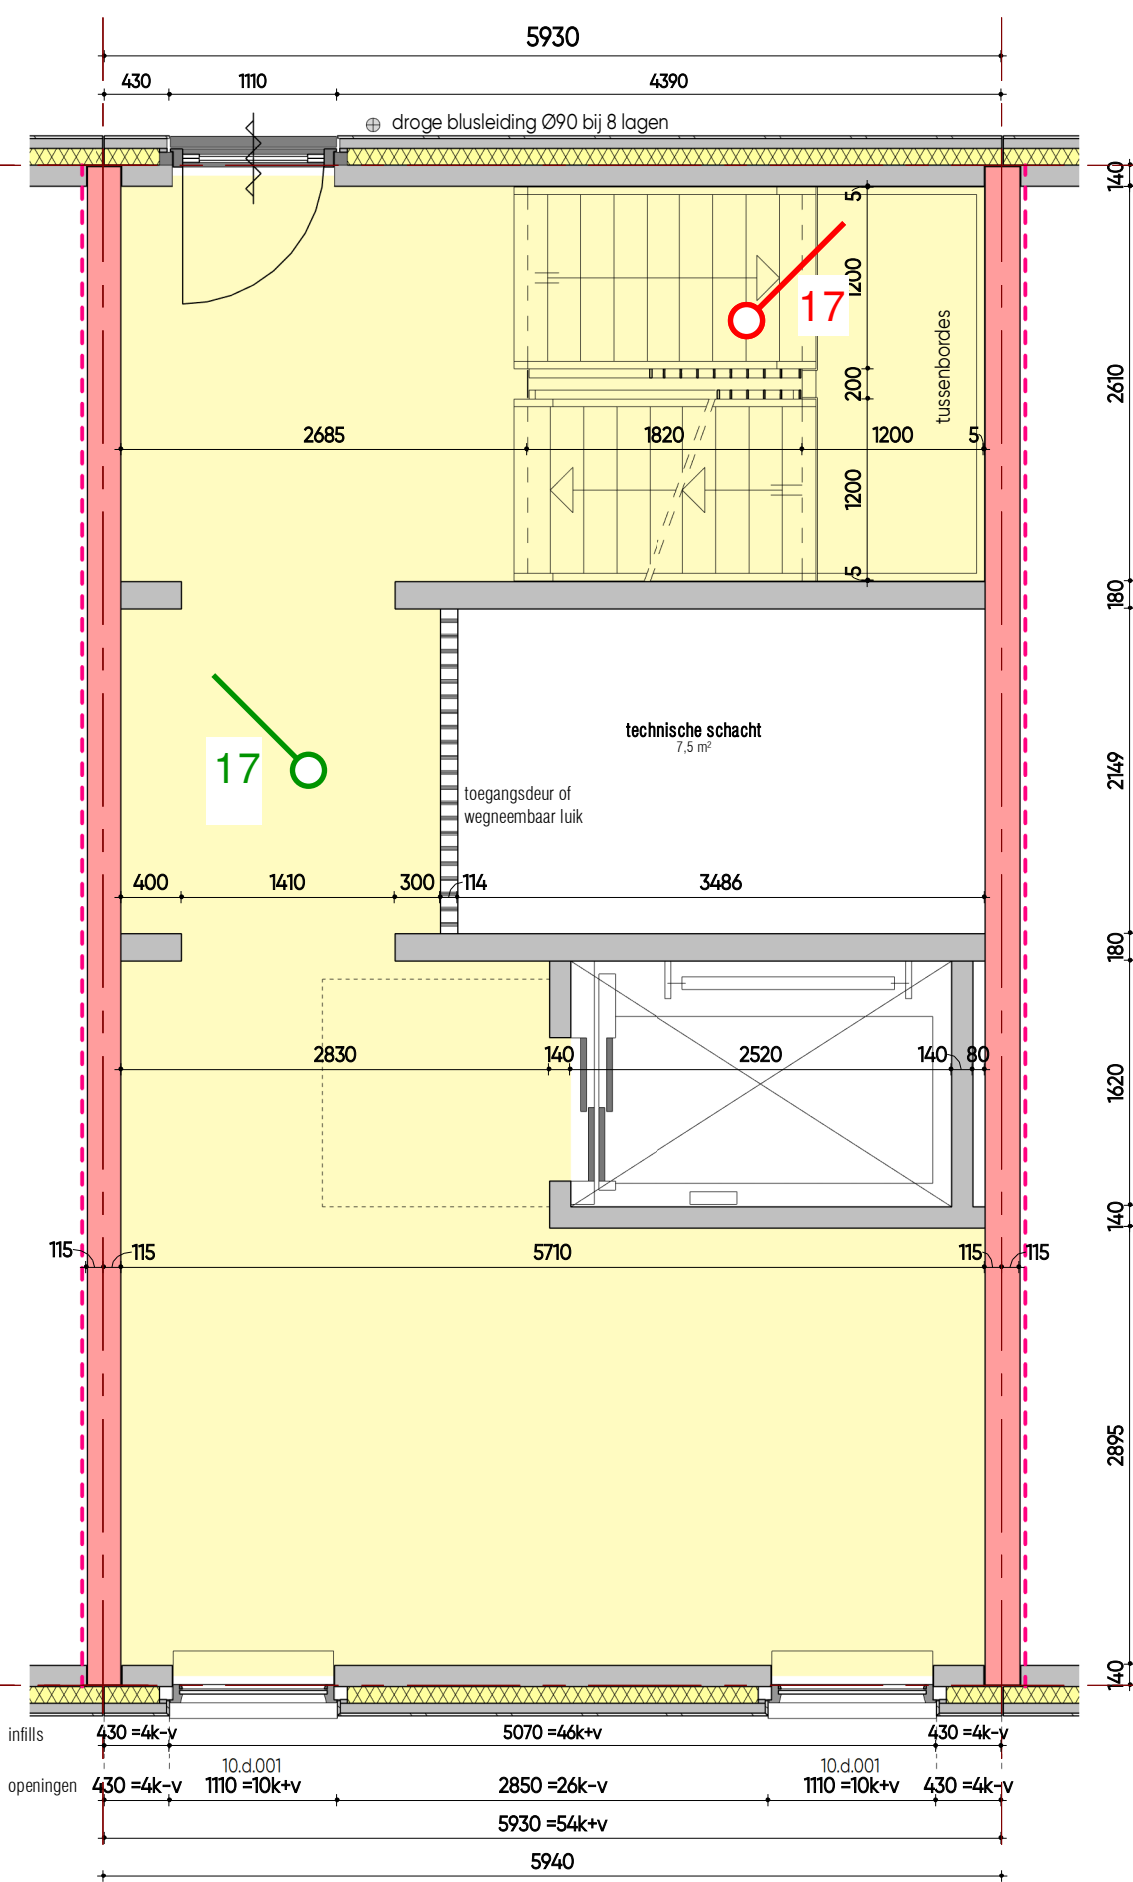 5930
430 1110 4390
droge blusleiding Ø90 bij 8 lagen
140
5
1200
17
tussenbordes
2610
200
2685 1820 1200 5
1200
5
180
technische schacht
7,5 m²
17
2149
toegangsdeur of
wegneembaar luik
400 1410 300 114 3486
180
2830 140 2520 140 80
1620
140
115 115 5710 115 115
2895
140
infills 430 =4k-v 5070 =46k+v 430 =4k-v
10.d.001 10.d.001
openingen 430 =4k-v 1110 =10k+v 2850 =26k-v 1110 =10k+v 430 =4k-v
5930 =54k+v
5940